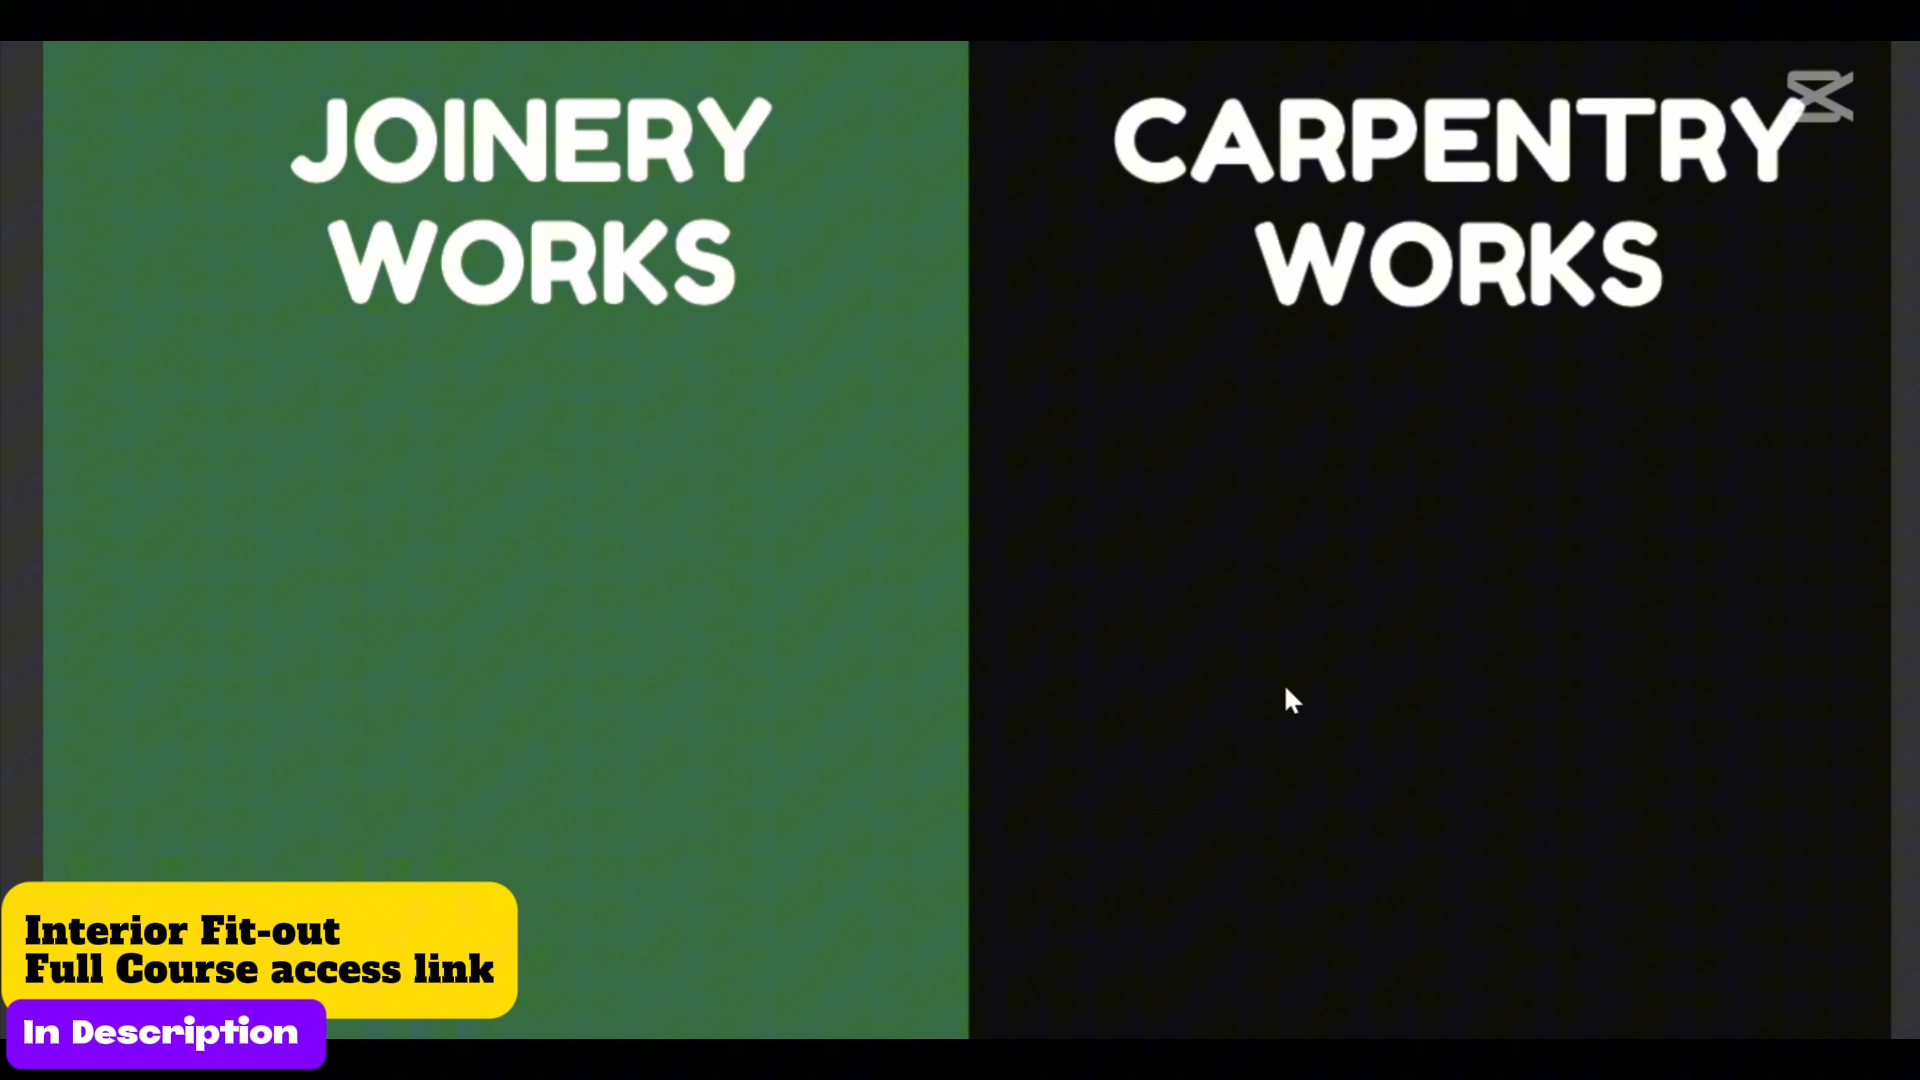 JOINERY
WORKS
CARPENTRY
WORKS
Interior Fit-out
Full Course access link
In Description